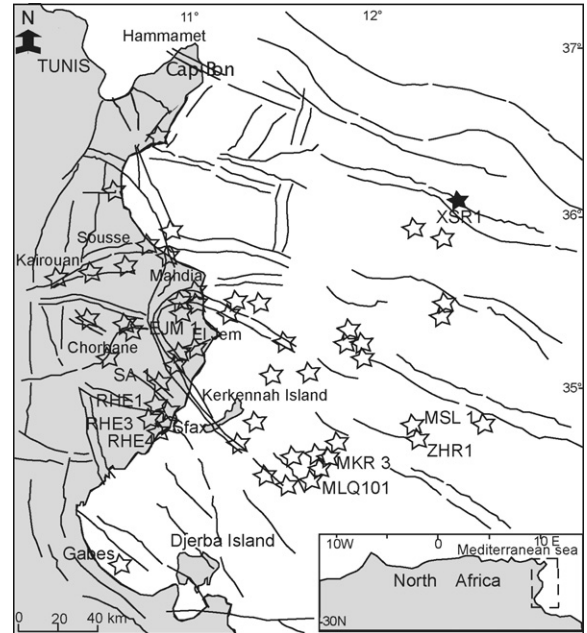 11° 12°
N
Hammamet
37°
TUNIS
Cap Bon
36°
XSR1
Sousse
Kairouan
Mahdia
EJM 1
El Jem
Chorbane
35°
SA 1
Kerkennah Island
RHE1
MSL 1
RHE3
Sfax
RHE4
ZHR1
MKR 3
MLQ101
Djerba Island
Gabes
10W 0 10 E
Mediterranean sea
North Africa
30N
0 20 40 km